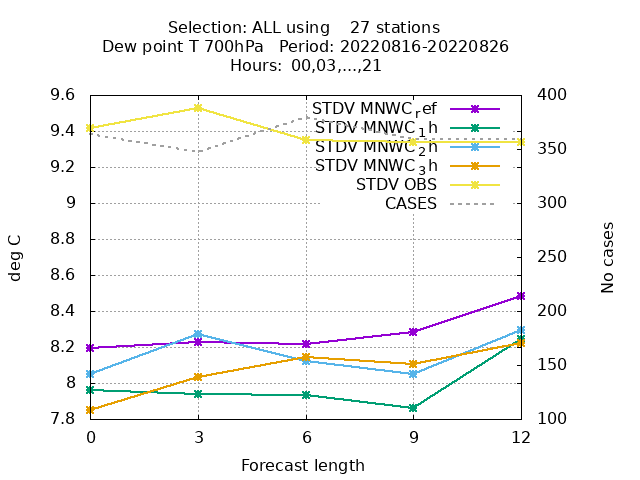 Selection: ALL using    27 stations
Dew point T 700hPa   Period: 20220816-20220826
Hours:  00,03,...,21
9.6
9.4
9.2
9
8.8
8.6
8.4
8.2
8
7.8
400
350
300
250
200
150
100
deg C
No cases
STDV MNWC_ref
STDV MNWC_1h
STDV MNWC_2h
STDV MNWC_3h
STDV OBS
CASES
0 3 6 9 12
Forecast length